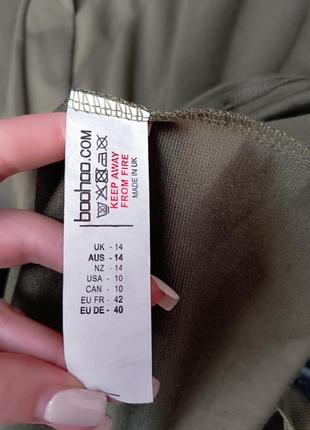 boohoo.COM
KEEP AWAY
FROM FIRE
MADE IN UK
UK - 14
AUS - 14
NZ - 14
USA - 10
CAN - 10
EU FR - 42
EU DE - 40